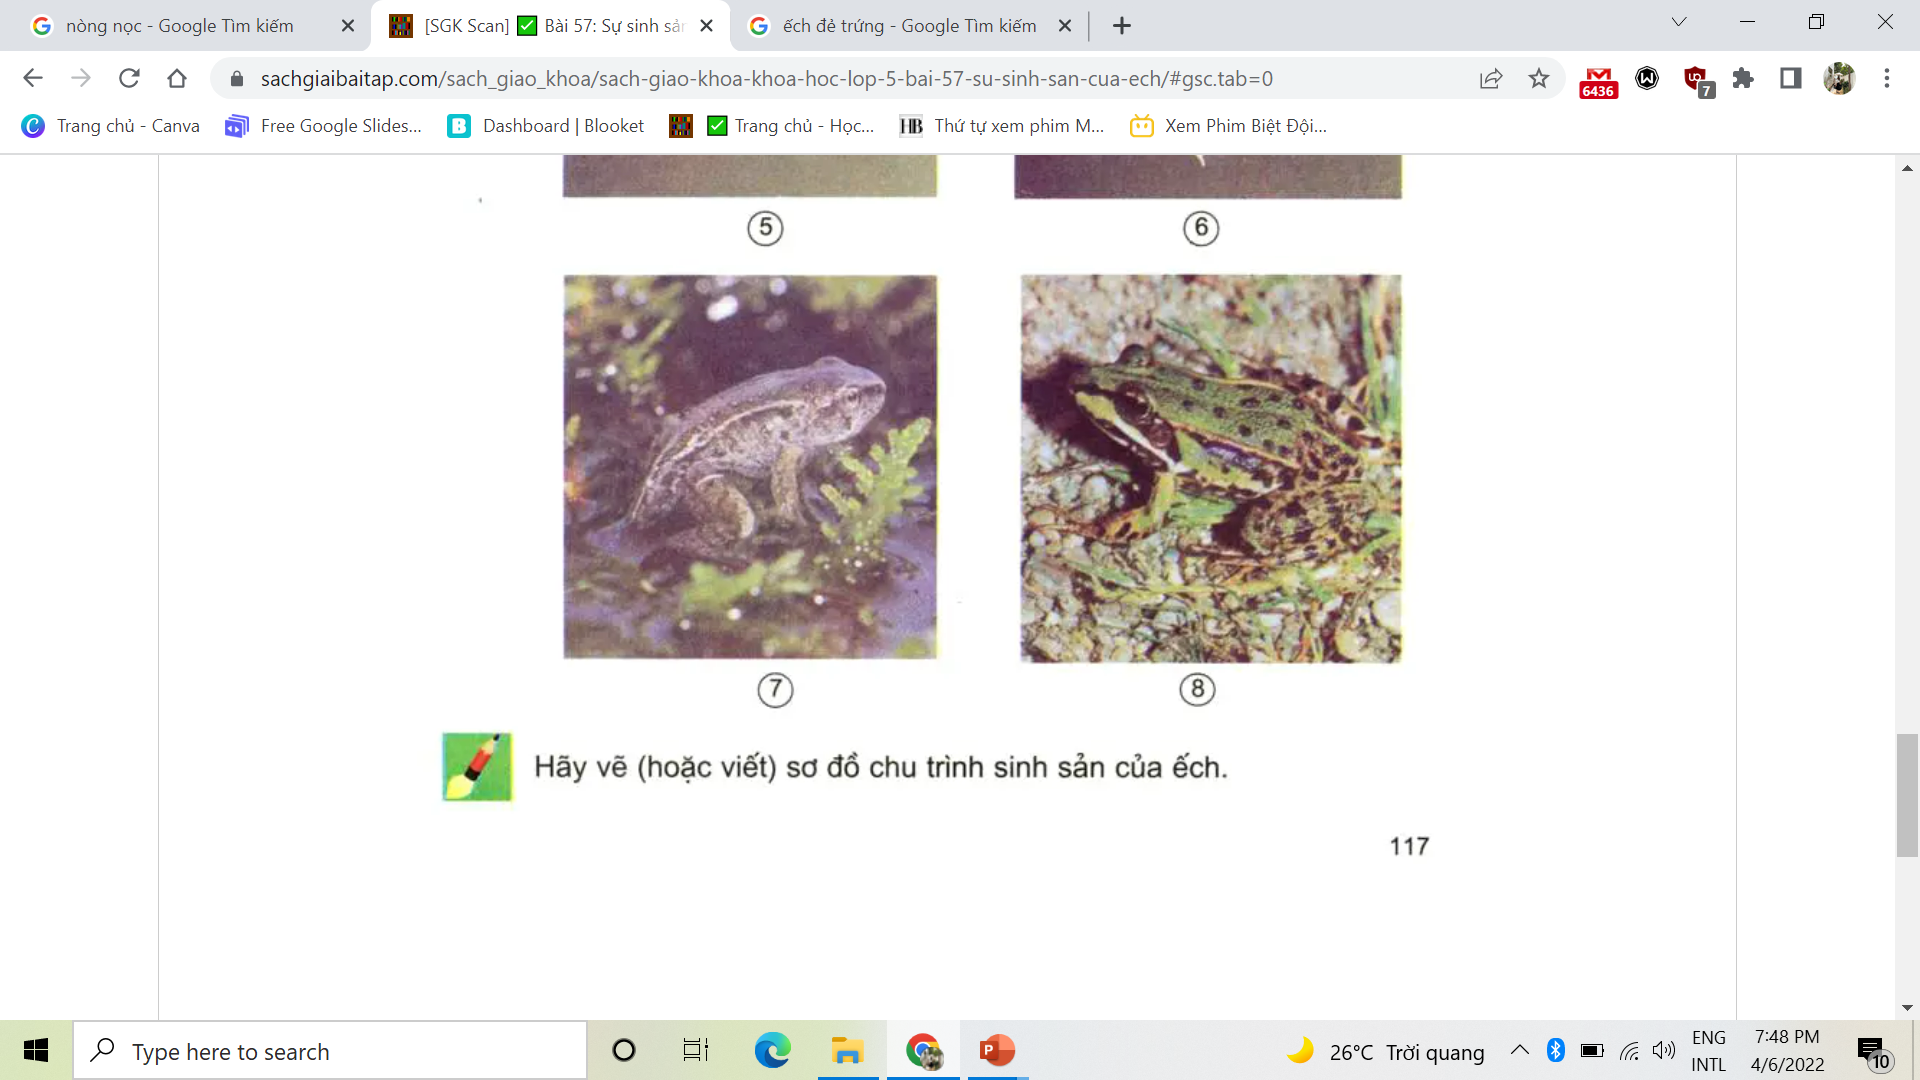 nòng nọc - Google Tìm kiếm
[SGK Scan] ✅ Bài 57: Sự sinh sản
ếch đẻ trứng - Google Tìm kiếm
sachgiaibaitap.com/sach_giao_khoa/sach-giao-khoa-khoa-hoc-lop-5-bai-57-su-sinh-san-cua-ech/#gsc.tab=0
6436
7
Trang chủ - Canva
Free Google Slides...
B Dashboard | Blooket
✅ Trang chủ - Học...
HB Thứ tự xem phim M...
Xem Phim Biệt Đội...
5
6
7
8
Hãy vẽ (hoặc viết) sơ đồ chu trình sinh sản của ếch.
117
Type here to search
P
26°C Trời quang
ENG
INTL
7:48 PM
4/6/2022
10